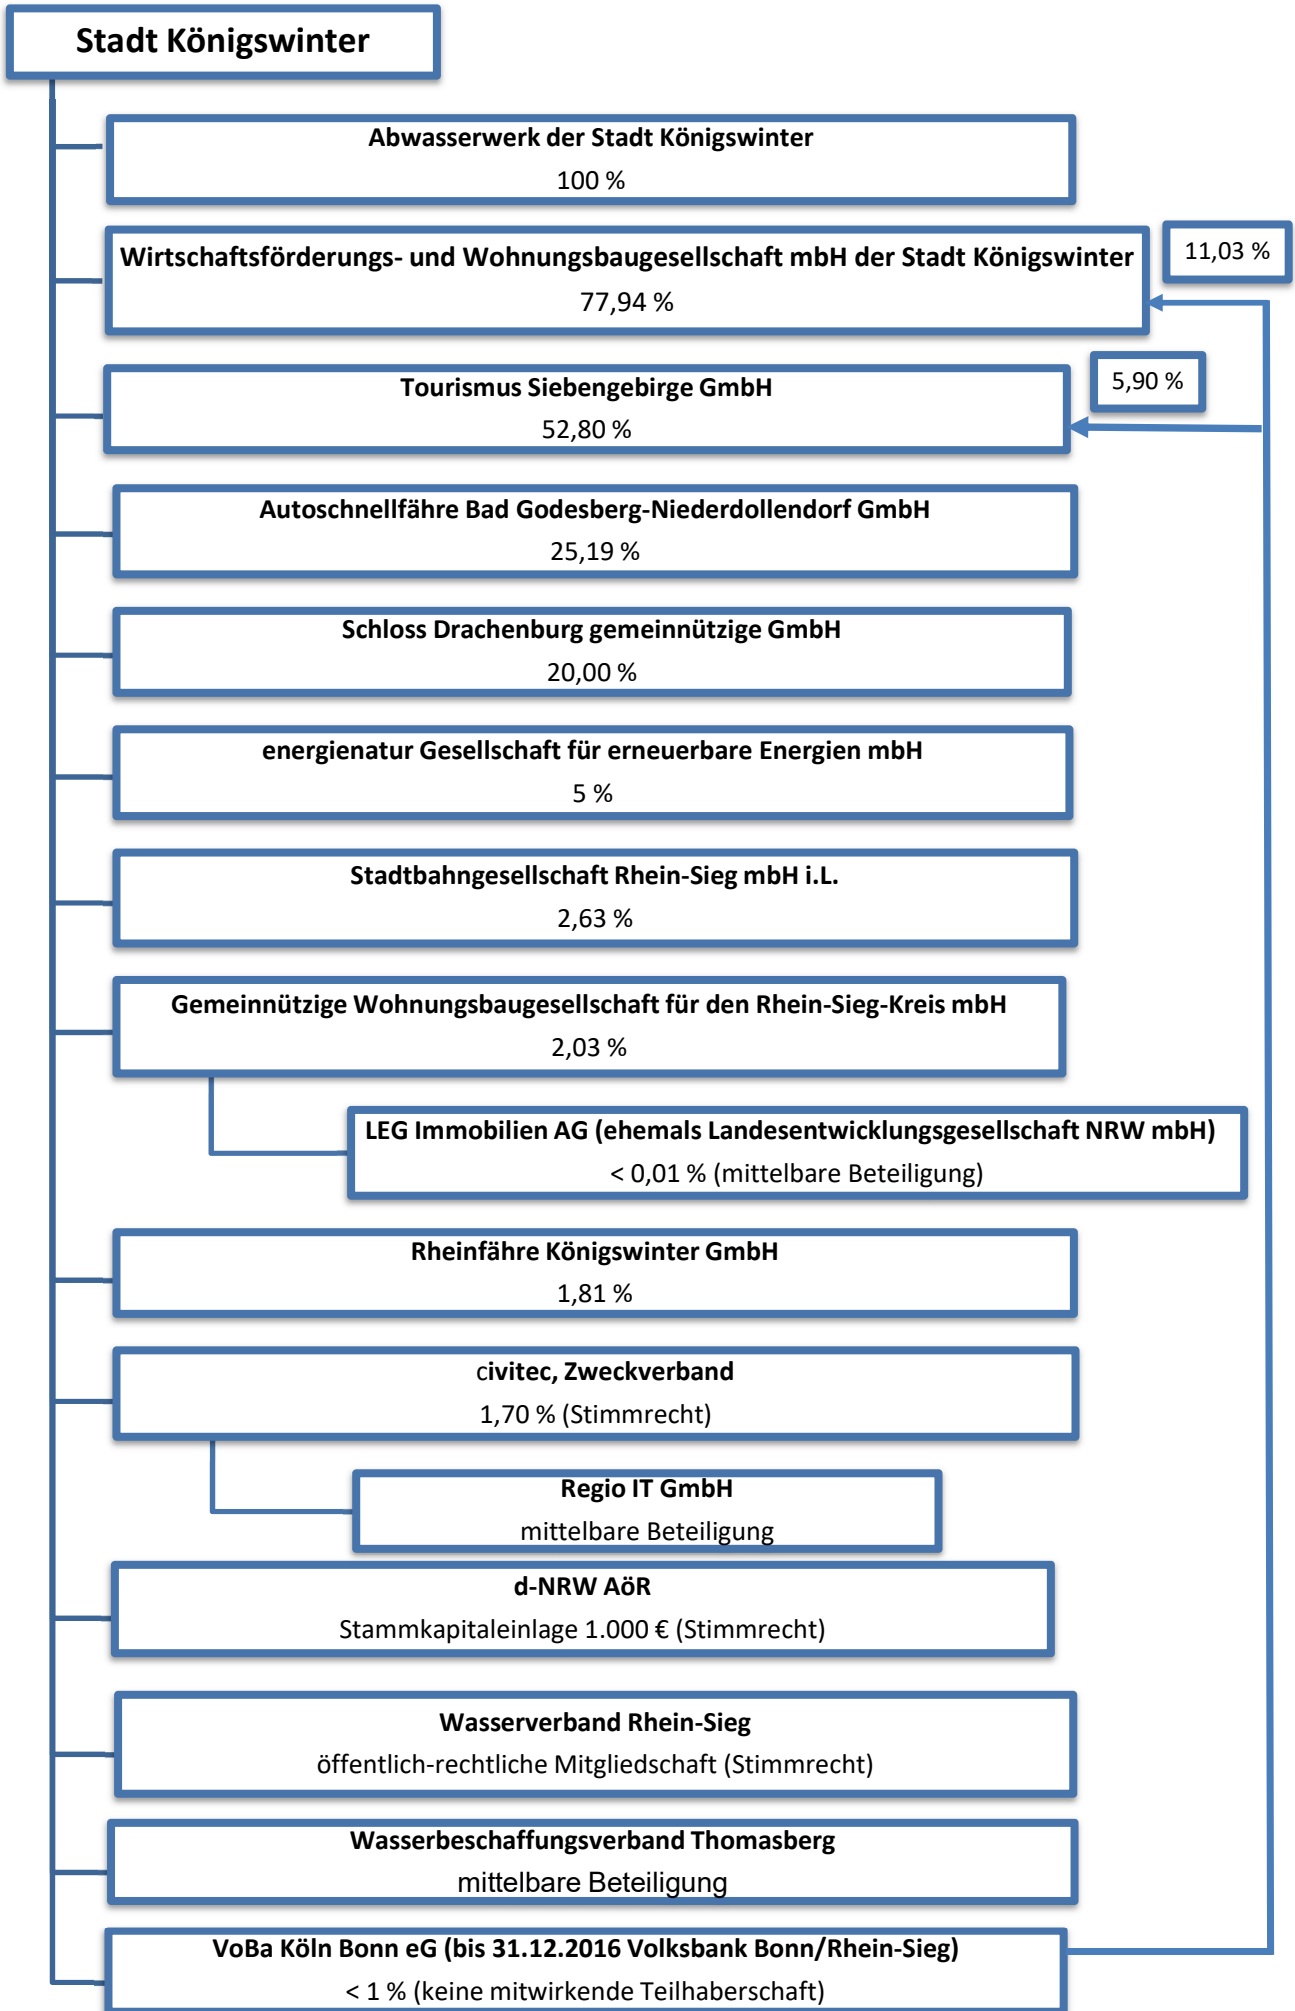 Stadt Königswinter
Abwasserwerk der Stadt Königswinter
100 %
Wirtschaftsförderungs- und Wohnungsbaugesellschaft mbH der Stadt Königswinter
77,94 %
11,03 %
Tourismus Siebengebirge GmbH
52,80 %
5,90 %
Autoschnellfähre Bad Godesberg-Niederdollendorf GmbH
25,19 %
Schloss Drachenburg gemeinnützige GmbH
20,00 %
energienatur Gesellschaft für erneuerbare Energien mbH
5 %
Stadtbahngesellschaft Rhein-Sieg mbH i.L.
2,63 %
Gemeinnützige Wohnungsbaugesellschaft für den Rhein-Sieg-Kreis mbH
2,03 %
LEG Immobilien AG (ehemals Landesentwicklungsgesellschaft NRW mbH)
< 0,01 % (mittelbare Beteiligung)
Rheinfähre Königswinter GmbH
1,81 %
civitec, Zweckverband
1,70 % (Stimmrecht)
Regio IT GmbH
mittelbare Beteiligung
d-NRW AöR
Stammkapitaleinlage 1.000 € (Stimmrecht)
Wasserverband Rhein-Sieg
öffentlich-rechtliche Mitgliedschaft (Stimmrecht)
Wasserbeschaffungsverband Thomasberg
mittelbare Beteiligung
VoBa Köln Bonn eG (bis 31.12.2016 Volksbank Bonn/Rhein-Sieg)
< 1 % (keine mitwirkende Teilhaberschaft)